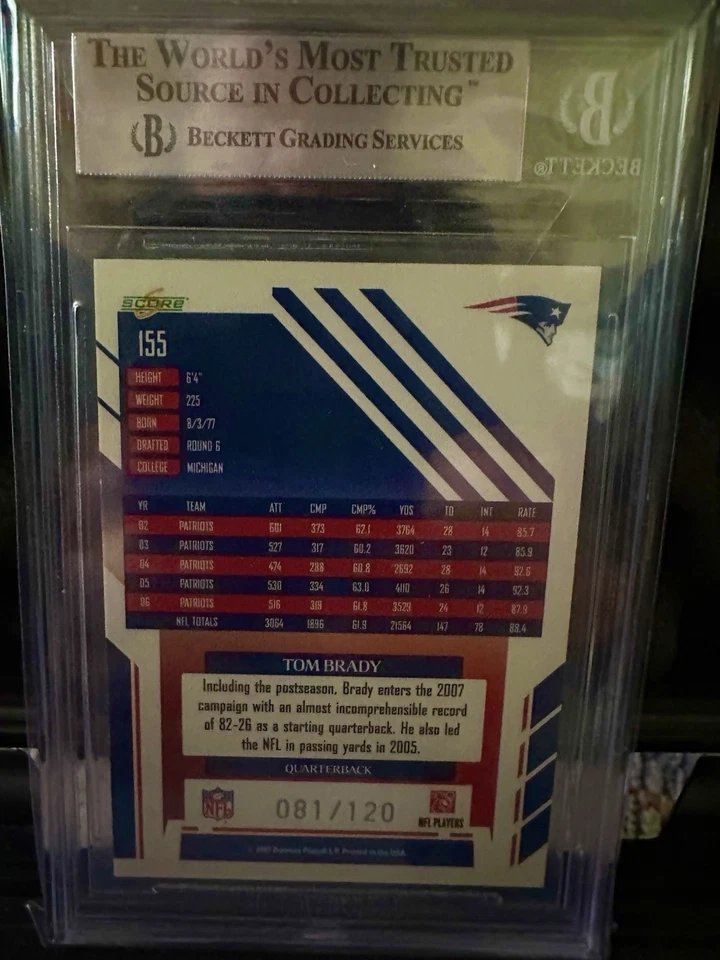 THE WORLD'S MOST TRUSTED
SOURCE IN COLLECTING™
B BECKETT GRADING SERVICES
B
BECKETT®
SCORE
155
HEIGHT 6'4"
WEIGHT 225
BORN 8/3/77
DRAFTED ROUND 6
COLLEGE MICHIGAN
YR TEAM ATT CMP CMP% YDS TD INT RATE
02 PATRIOTS 601 373 62.1 3764 28 14 85.7
03 PATRIOTS 527 317 60.2 3620 23 12 85.9
04 PATRIOTS 474 288 60.8 3692 28 14 92.6
05 PATRIOTS 530 334 63.0 4110 26 14 92.3
06 PATRIOTS 516 319 61.8 3529 24 12 87.9
NFL TOTALS 3064 1896 61.9 21564 147 78 88.4
TOM BRADY
Including the postseason, Brady enters the 2007
campaign with an almost incomprehensible record
of 82-26 as a starting quarterback. He also led
the NFL in passing yards in 2005.
QUARTERBACK
NFL 081/120
NFL PLAYERS
Printed in the USA